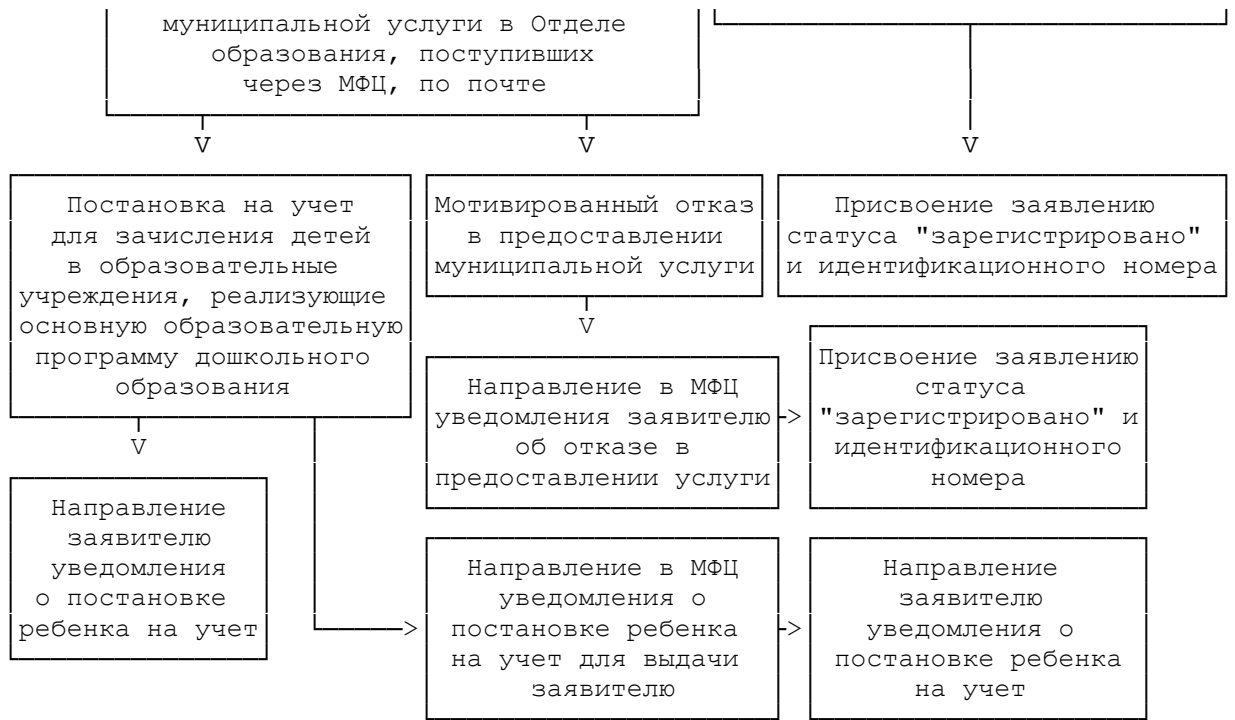 муниципальной услуги в Отделе
образования, поступивших
через МФЦ, по почте
V
V
V
Постановка на учет
для зачисления детей
в образовательные
учреждения, реализующие
основную образовательную
программу дошкольного
образования
Мотивированный отказ
в предоставлении
муниципальной услуги
Присвоение заявлению
статуса "зарегистрировано"
и идентификационного номера
V
Направление в МФЦ
уведомления заявителю
об отказе в
предоставлении услуги
->
Присвоение заявлению
статуса
"зарегистрировано" и
идентификационного
номера
V
Направление
заявителю
уведомления
о постановке
ребенка на учет
>
Направление в МФЦ
уведомления о
постановке ребенка
на учет для выдачи
заявителю
->
Направление
заявителю
уведомления о
постановке ребенка
на учет